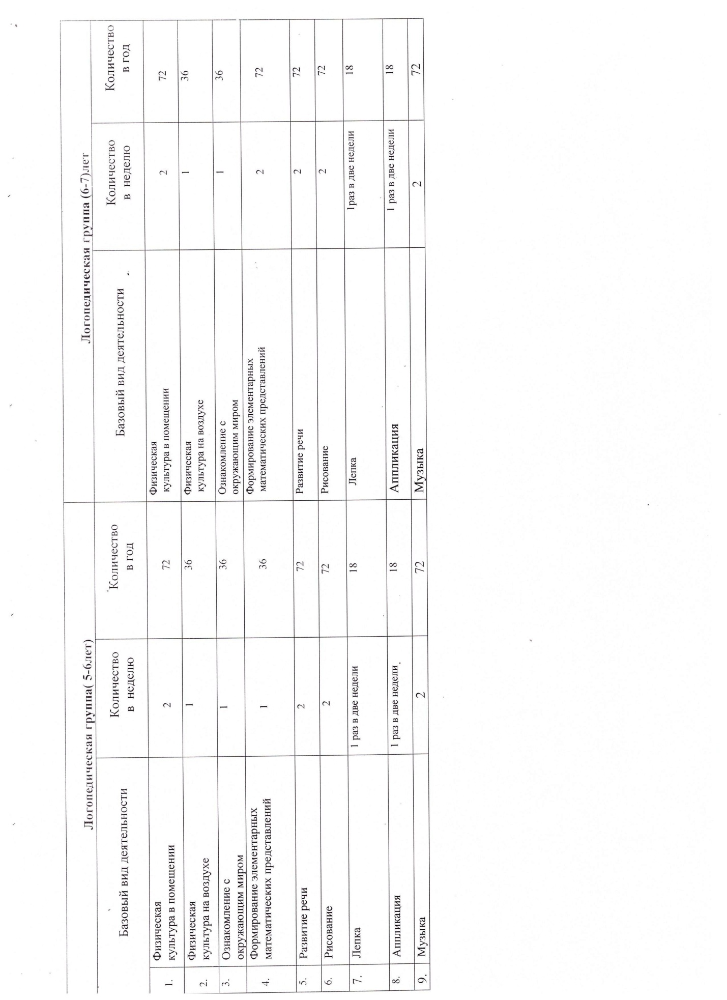 Логопедическая группа( 5-6лет)
Логопедическая группа (6-7)лет
Базовый вид деятельности
Количество
в неделю
Количество
в год
Базовый вид деятельности
Количество
в неделю
Количество
в год
1.
Физическая
культура в помещении
2
72
Физическая
культура в помещении
2
72
2.
Физическая
культура на воздухе
1
36
Физическая
культура на воздухе
1
36
3.
Ознакомление с
окружающим миром
1
36
Ознакомление с
окружающим миром
1
36
4.
Формирование элементарных
математических представлений
1
36
Формирование элементарных
математических представлений
2
72
5.
Развитие речи
2
72
Развитие речи
2
72
6.
Рисование
2
72
Рисование
2
72
7.
Лепка
1 раз в две недели
18
Лепка
1раз в две недели
18
8.
Аппликация
1 раз в две недели
18
Аппликация
1 раз в две недели
18
9.
Музыка
2
72
Музыка
2
72